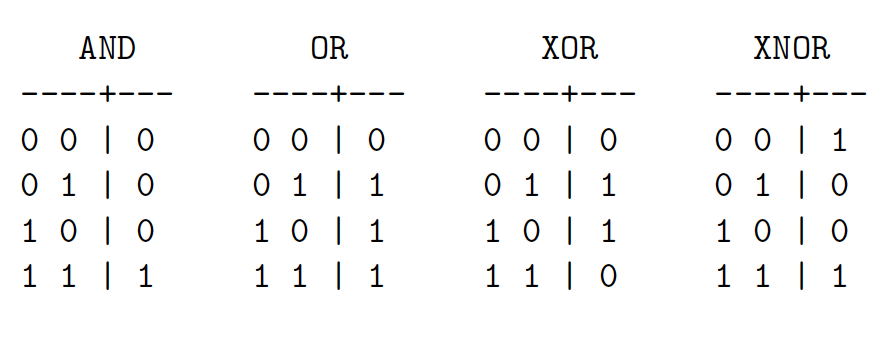 AND         OR          XOR         XNOR
----+---    ----+---    ----+---    ----+---
0 0 | 0     0 0 | 0     0 0 | 0     0 0 | 1
0 1 | 0     0 1 | 1     0 1 | 1     0 1 | 0
1 0 | 0     1 0 | 1     1 0 | 1     1 0 | 0
1 1 | 1     1 1 | 1     1 1 | 0     1 1 | 1